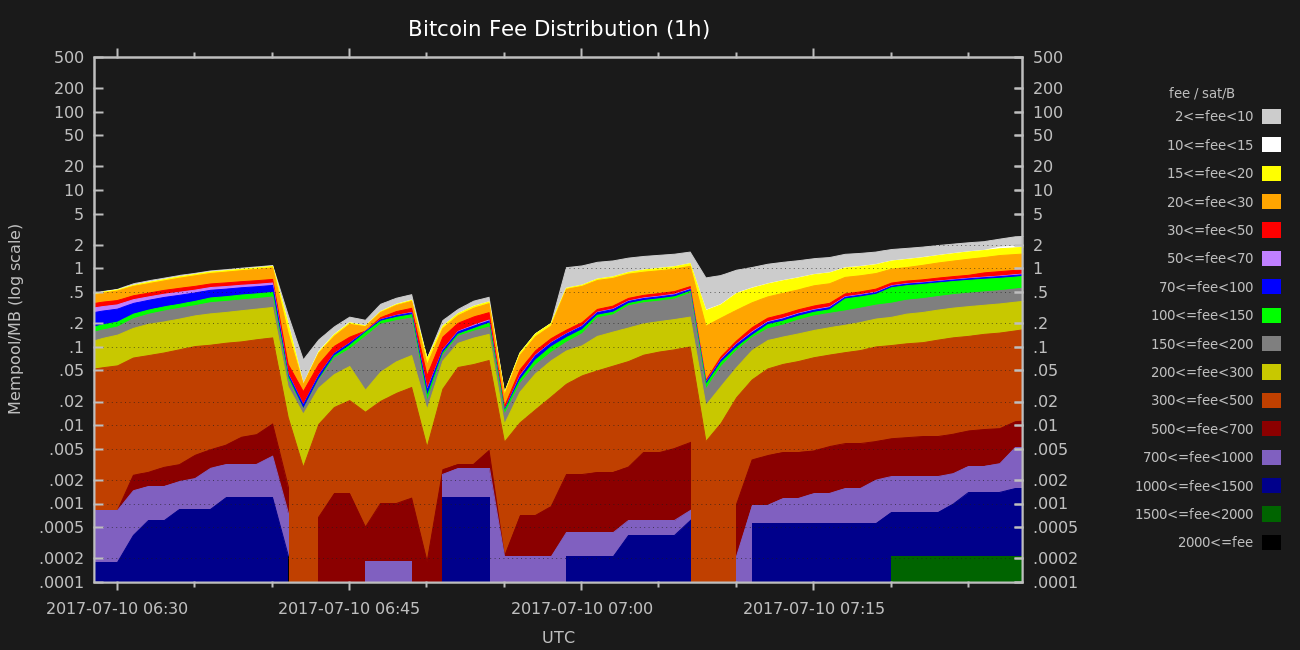 Bitcoin Fee Distribution (1h)
Mempool/MB (log scale)
500
200
100
50
20
10
5
2
1
.5
.2
.1
.05
.02
.01
.005
.002
.001
.0005
.0002
.0001
500
200
100
50
20
10
5
2
1
.5
.2
.1
.05
.02
.01
.005
.002
.001
.0005
.0002
.0001
2017-07-10 06:30
2017-07-10 06:45
2017-07-10 07:00
2017-07-10 07:15
UTC
fee / sat/B
2<=fee<10
10<=fee<15
15<=fee<20
20<=fee<30
30<=fee<50
50<=fee<70
70<=fee<100
100<=fee<150
150<=fee<200
200<=fee<300
300<=fee<500
500<=fee<700
700<=fee<1000
1000<=fee<1500
1500<=fee<2000
2000<=fee